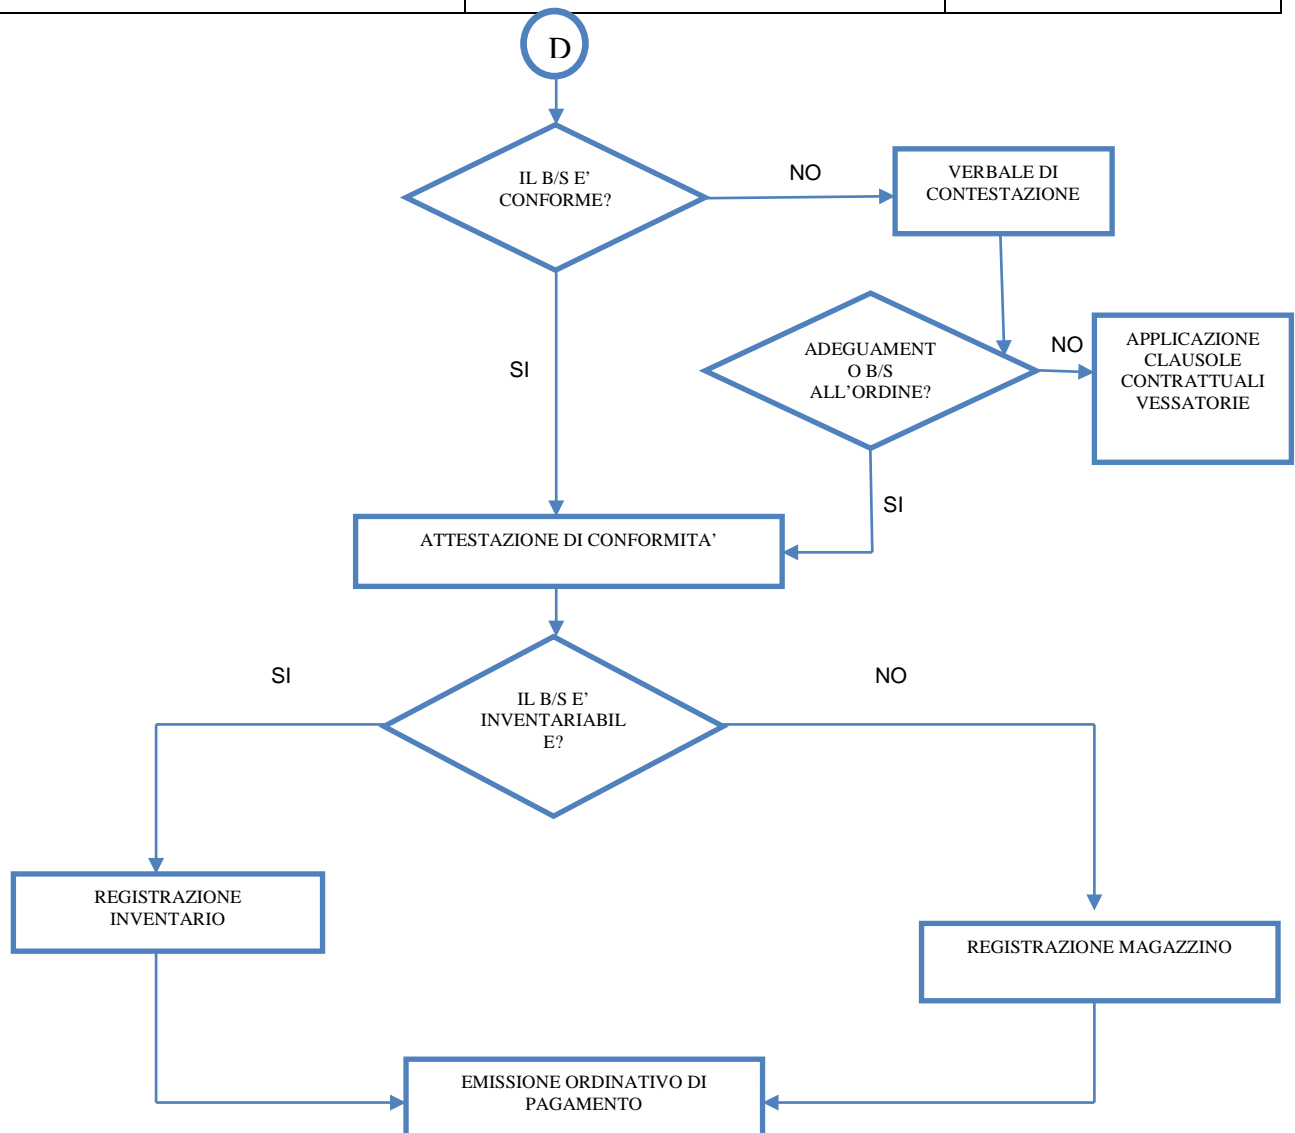 D
IL B/S E’
CONFORME?
NO
VERBALE DI
CONTESTAZIONE
SI
ADEGUAMENT
O B/S
ALL’ORDINE?
NO
APPLICAZIONE
CLAUSOLE
CONTRATTUALI
VESSATORIE
SI
ATTESTAZIONE DI CONFORMITA’
SI
IL B/S E’
INVENTARIABIL
E?
NO
REGISTRAZIONE
INVENTARIO
REGISTRAZIONE MAGAZZINO
EMISSIONE ORDINATIVO DI
PAGAMENTO